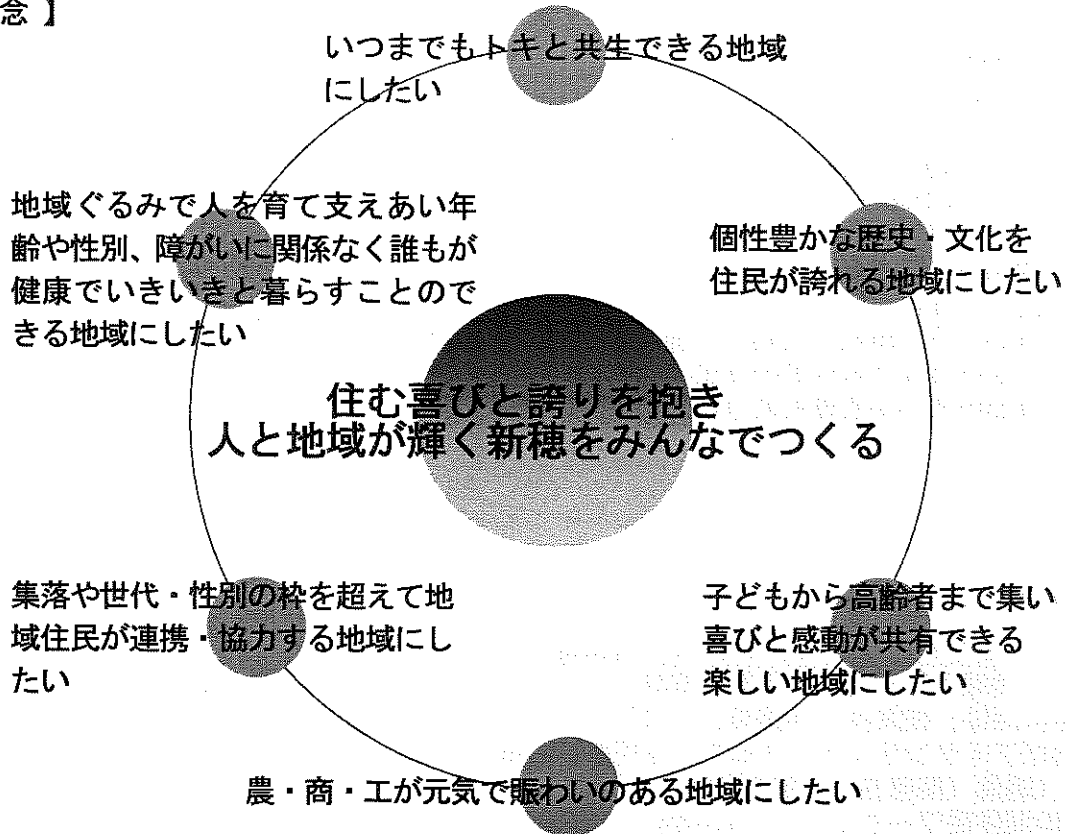 念 】
いつまでもトキと共生できる地域
にしたい
地域ぐるみで人を育て支えあい年
齢や性別、障がいに関係なく誰もが
健康でいきいきと暮らすことので
きる地域にしたい
個性豊かな歴史・文化を
住民が誇れる地域にしたい
住む喜びと誇りを抱き
人と地域が輝く新穂をみんなでつくる
集落や世代・性別の枠を超えて地
域住民が連携・協力する地域にし
たい
子どもから高齢者まで集い
喜びと感動が共有できる
楽しい地域にしたい
農・商・工が元気で賑わいのある地域にしたい